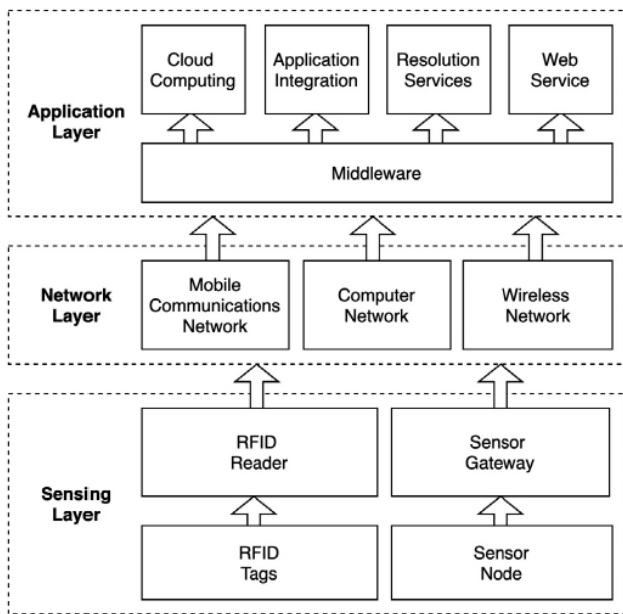 Application
Layer
Cloud
Computing
Application
Integration
Resolution
Services
Web
Service
Middleware
Network
Layer
Mobile
Communications
Network
Computer
Network
Wireless
Network
Sensing
Layer
RFID
Reader
Sensor
Gateway
RFID
Tags
Sensor
Node